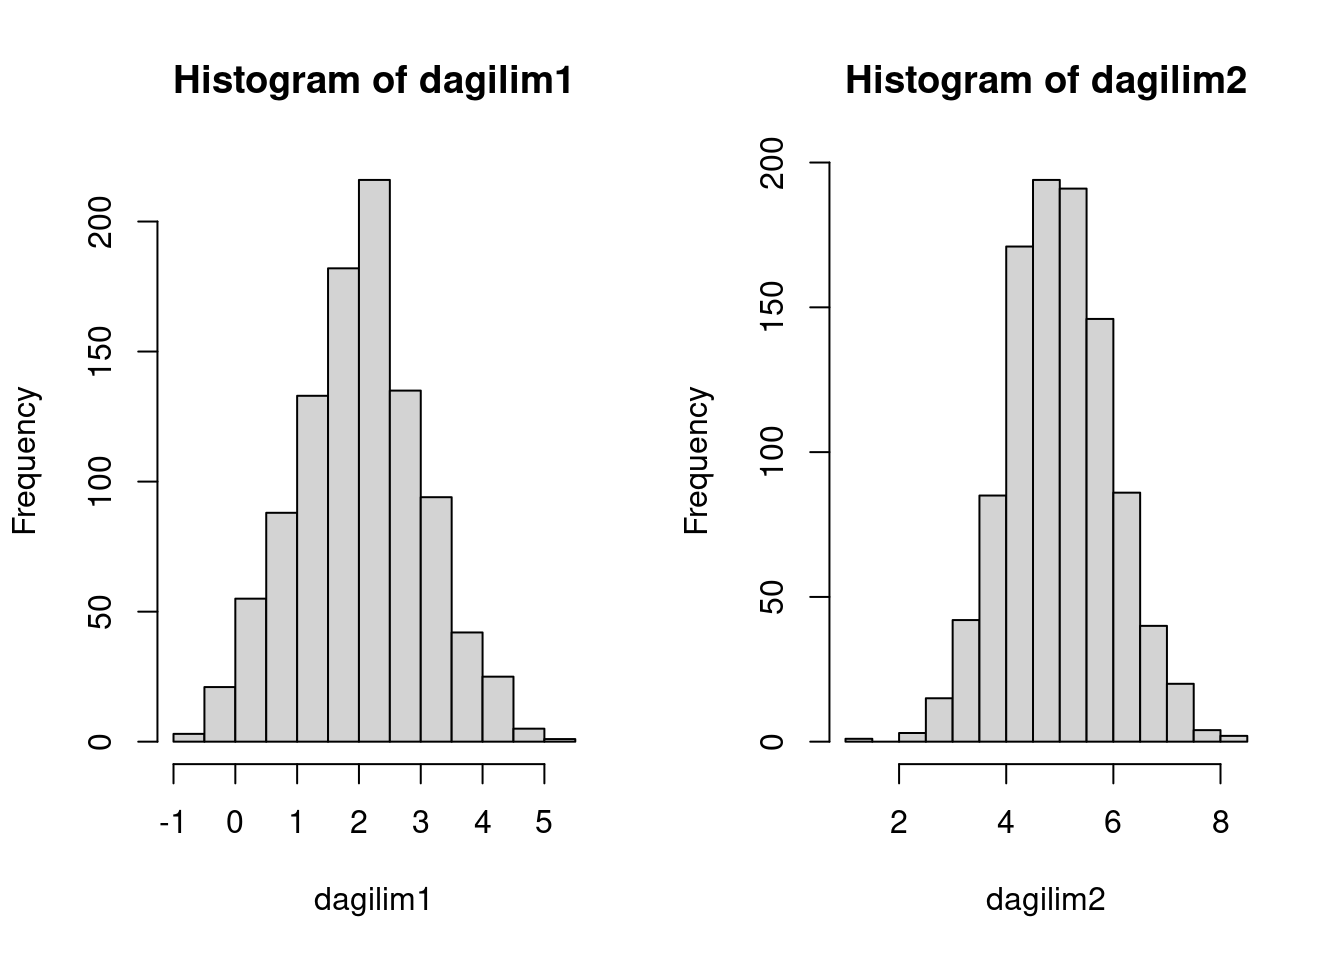 Histogram of dagilim1
Frequency
0 50 100 150 200
-1 0 1 2 3 4 5
dagilim1
Histogram of dagilim2
Frequency
0 50 100 150 200
2 4 6 8
dagilim2